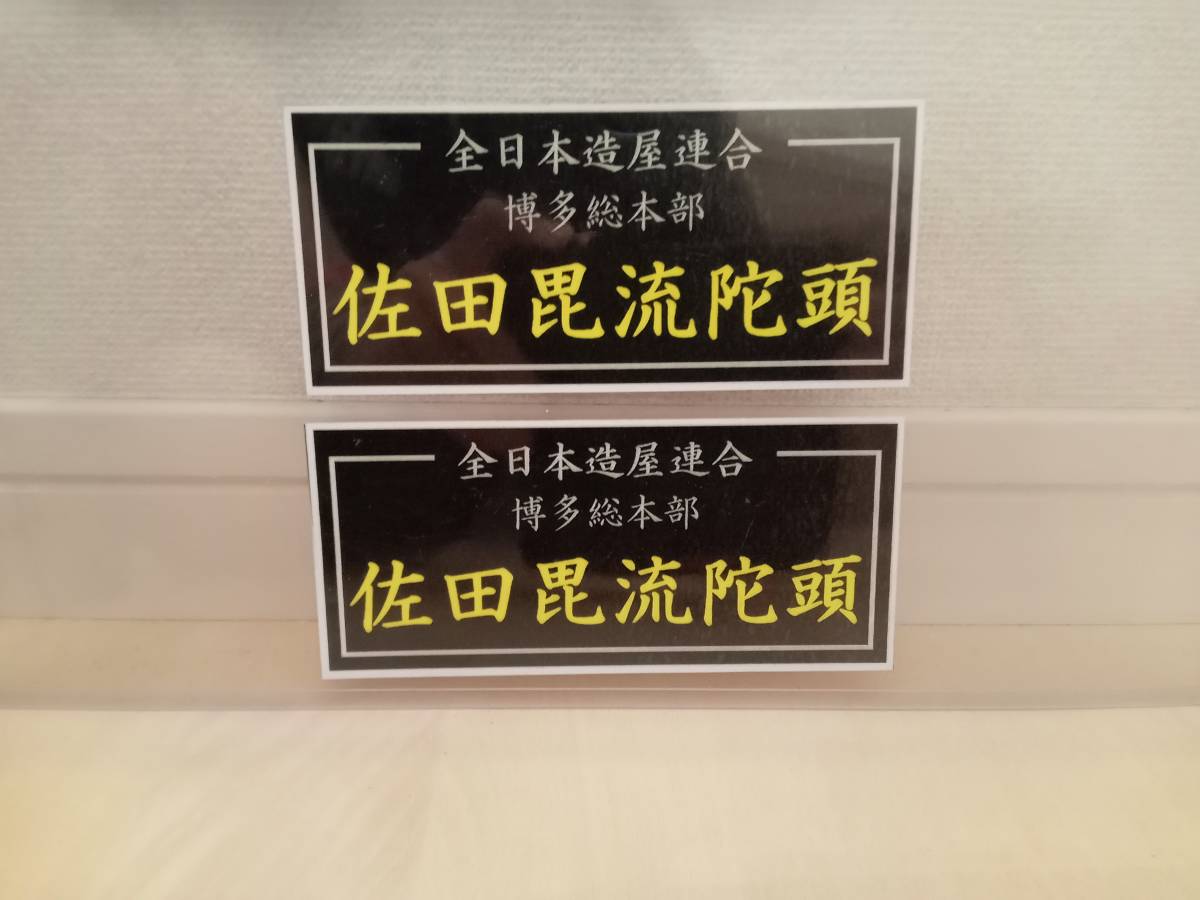 全日本造屋連合
博多総本部
佐田毘流陀頭
全日本造屋連合
博多総本部
佐田毘流陀頭